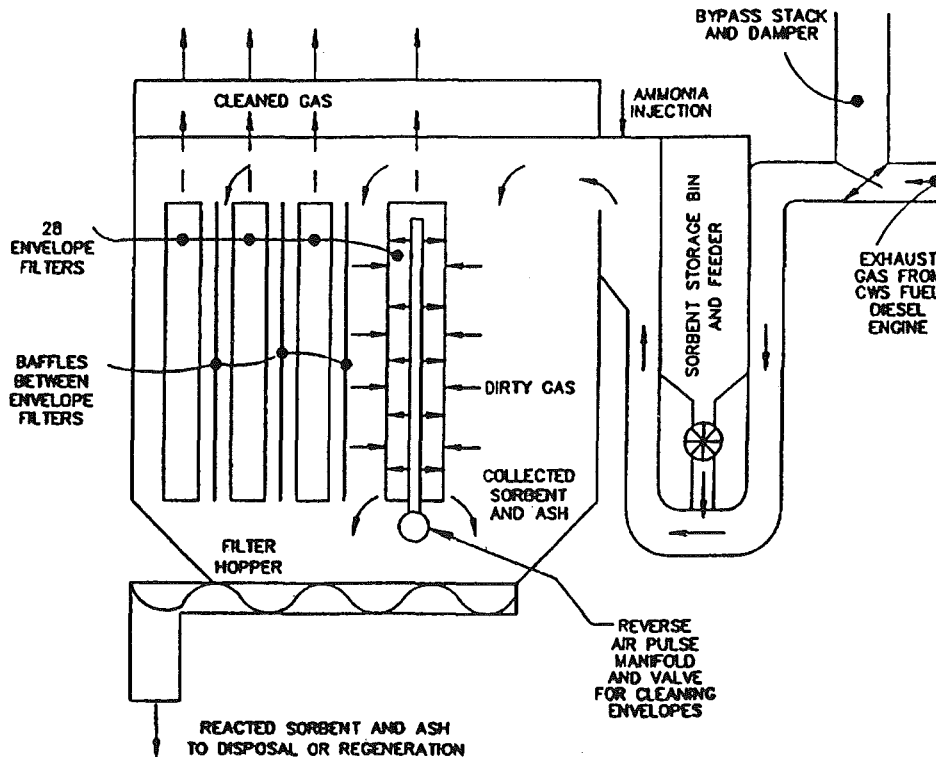 BYPASS STACK
AND DAMPER
CLEANED GAS
AMMONIA
INJECTION
28
ENVELOPE
FILTERS
SORBENT STORAGE BIN
AND FEEDER
EXHAUST
GAS FROM
CWS FUEL
DIESEL
ENGINE
BAFFLES
BETWEEN
ENVELOPE
FILTERS
DIRTY GAS
COLLECTED
SORBENT
AND ASH
FILTER
HOPPER
REVERSE
AIR PULSE
MANIFOLD
AND VALVE
FOR CLEANING
ENVELOPES
REACTED SORBENT AND ASH
TO DISPOSAL OR REGENERATION